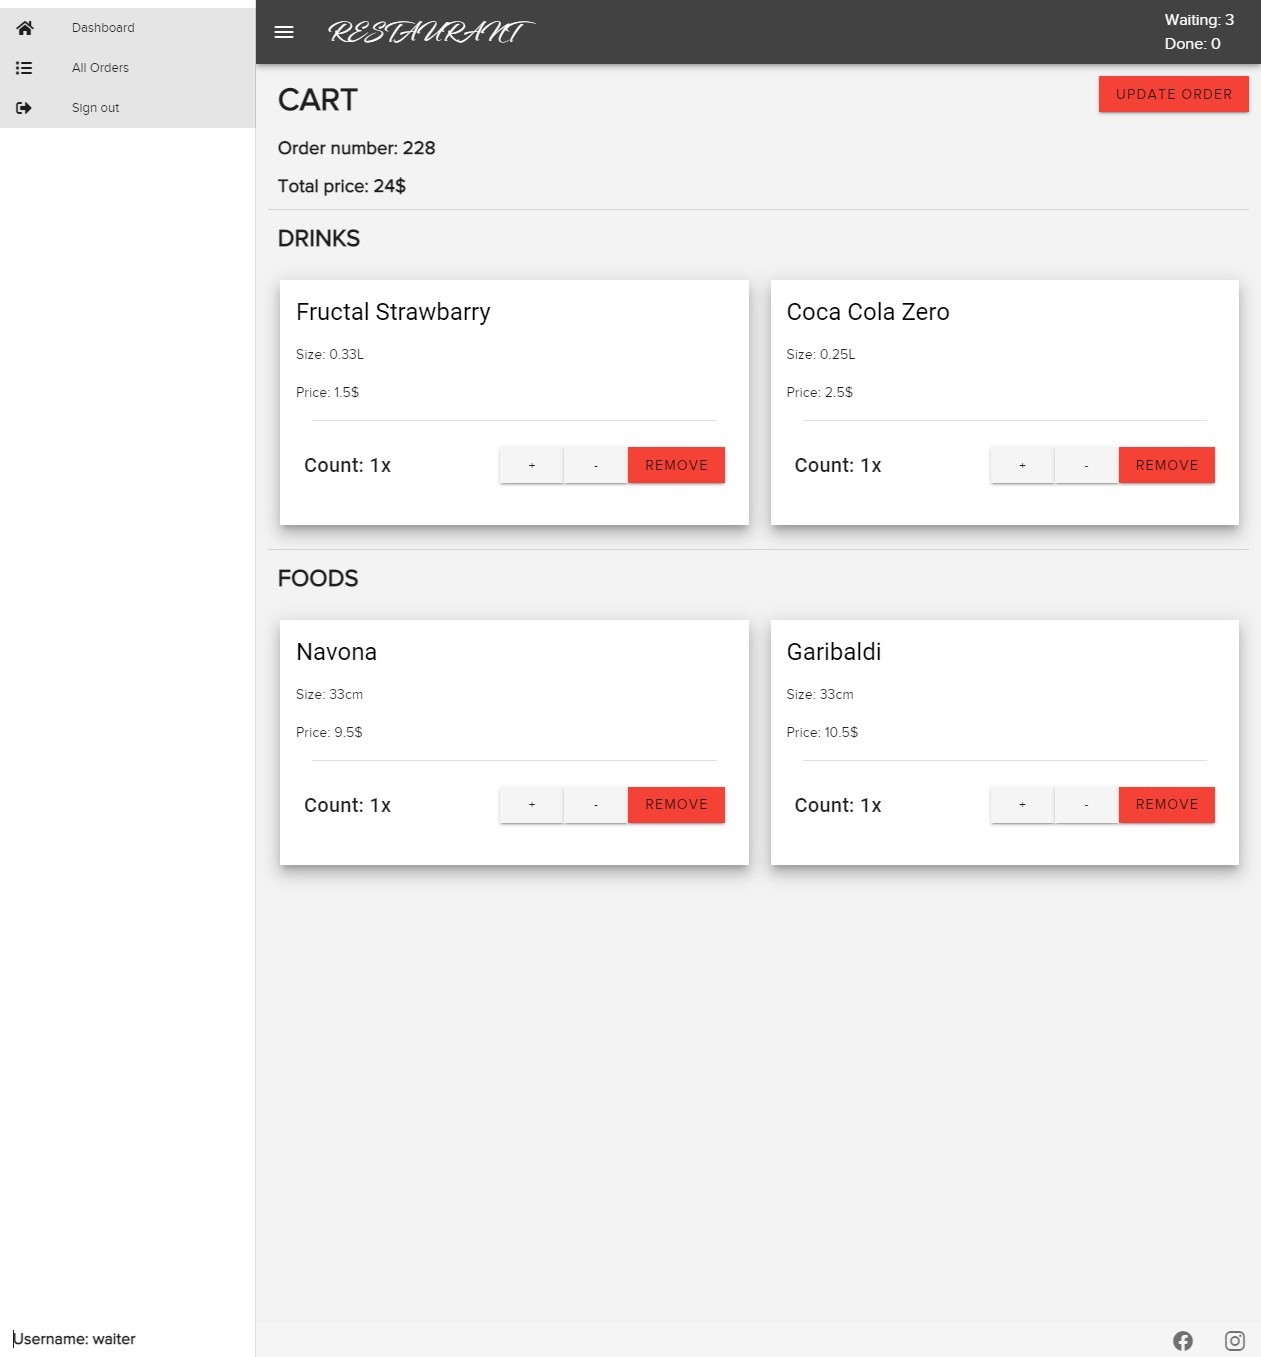 Dashboard
All Orders
Sign out
RESTAURANT
Waiting: 3
Done: 0
CART
UPDATE ORDER
Order number: 228
Total price: 24$
DRINKS
Fructal Strawbarry
Size: 0.33L
Price: 1.5$
Count: 1x + - REMOVE
Coca Cola Zero
Size: 0.25L
Price: 2.5$
Count: 1x + - REMOVE
FOODS
Navona
Size: 33cm
Price: 9.5$
Count: 1x + - REMOVE
Garibaldi
Size: 33cm
Price: 10.5$
Count: 1x + - REMOVE
Username: waiter